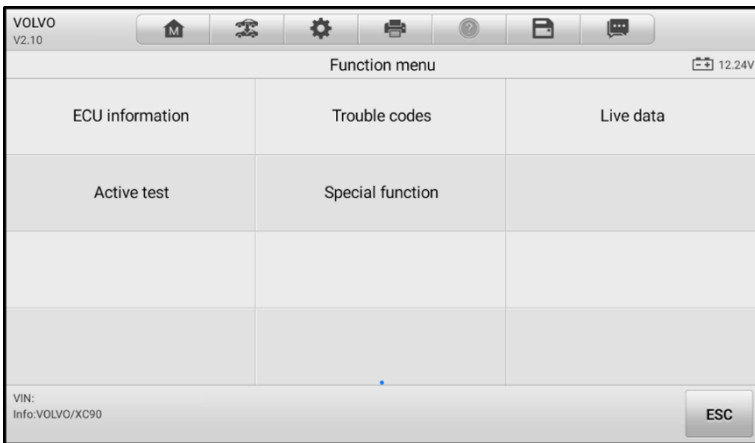 VOLVO
V2.10
M
?
Function menu
12.24V
ECU information
Trouble codes
Live data
Active test
Special function
VIN:
Info:VOLVO/XC90
ESC